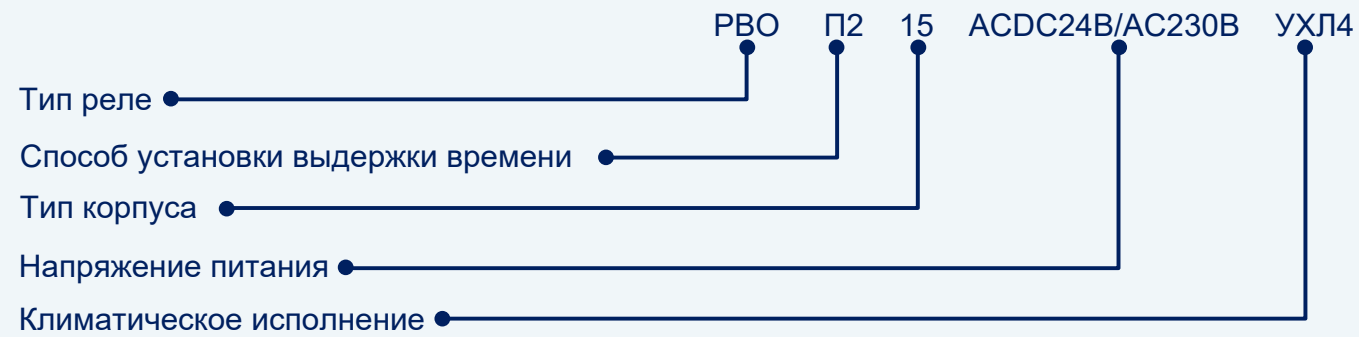 РВО П2 15 ACDC24В/AC230В УХЛ4
Тип реле
Способ установки выдержки времени
Тип корпуса
Напряжение питания
Климатическое исполнение